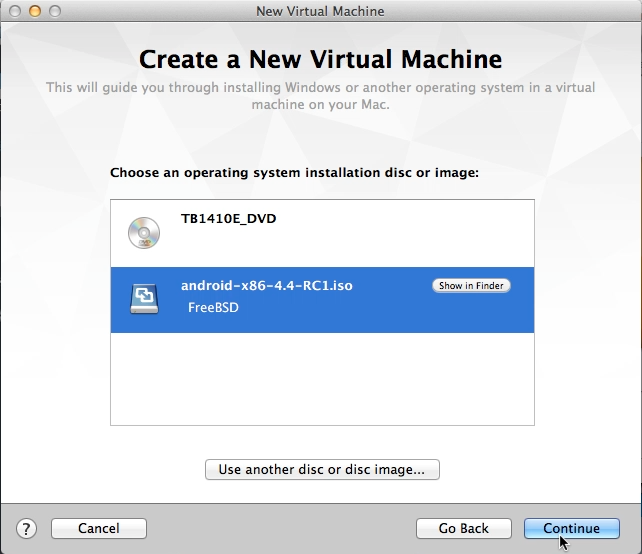 New Virtual Machine
Create a New Virtual Machine
This will guide you through installing Windows or another operating system in a virtual
machine on your Mac.
Choose an operating system installation disc or image:
TB1410E_DVD
android-x86-4.4-RC1.iso
Show in Finder
FreeBSD
Use another disc or disc image...
?
Cancel
Go Back
Continue